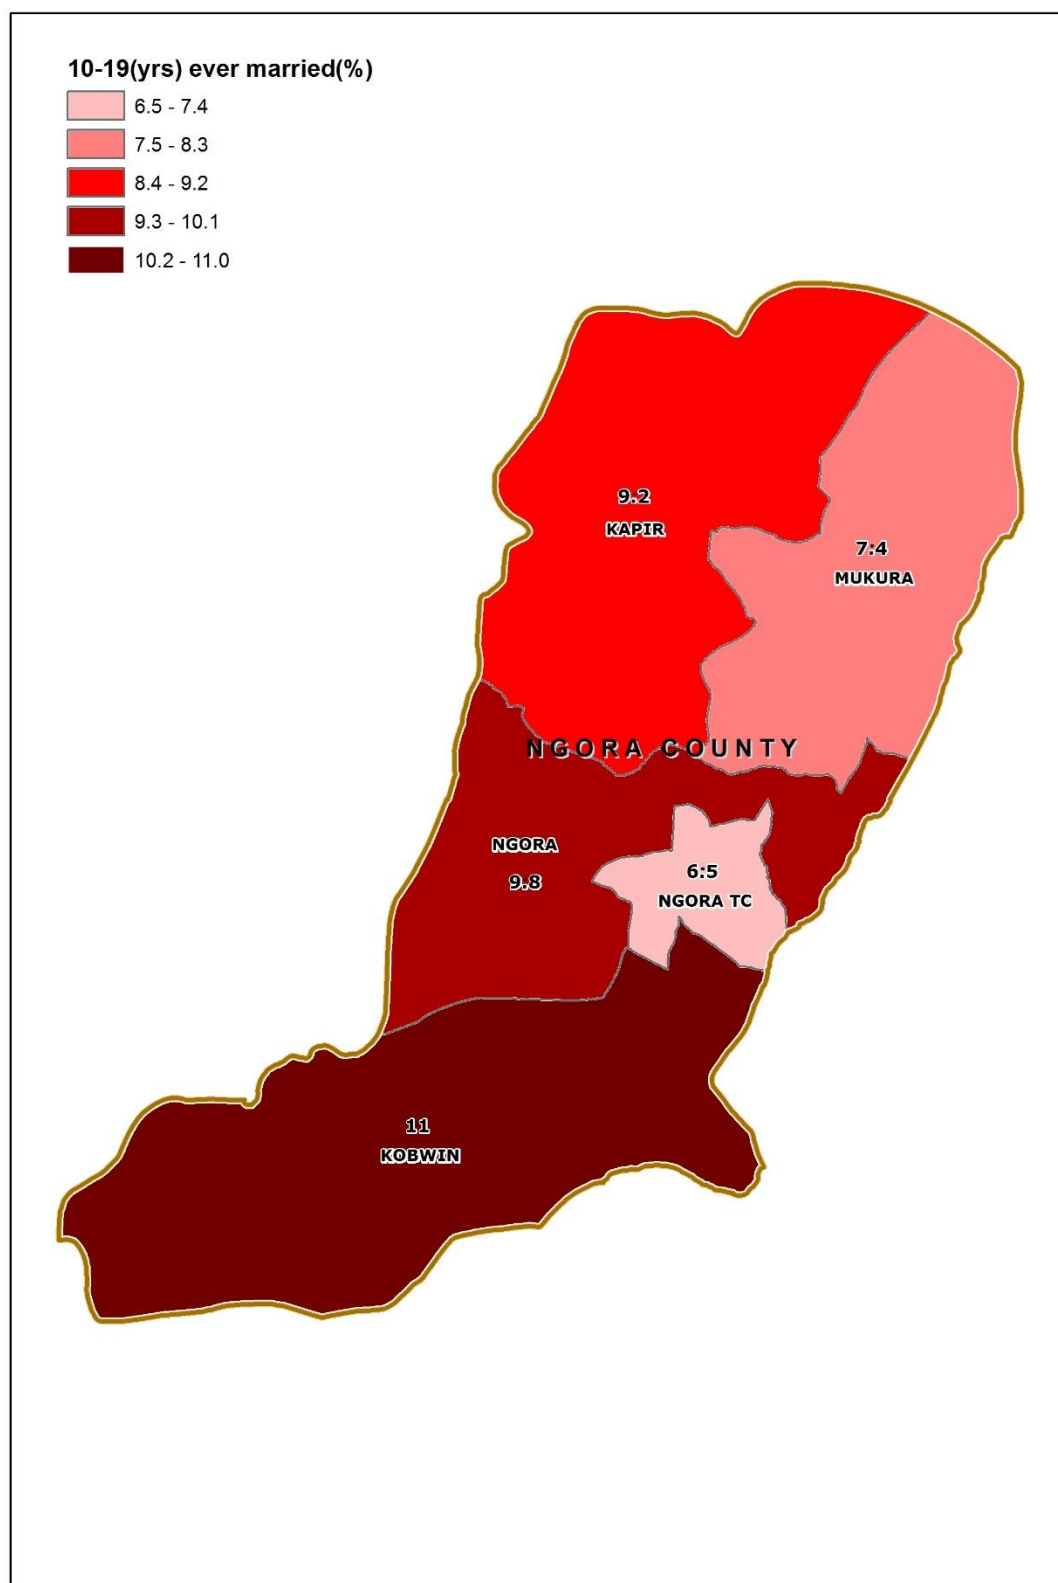 10-19(yrs) ever married(%)
6.5 - 7.4
7.5 - 8.3
8.4 - 9.2
9.3 - 10.1
10.2 - 11.0
9.2
KAPIR
7:4
MUKURA
NGORA COUNTY
NGORA
9.8
6:5
NGORA TC
11
KOBWIN